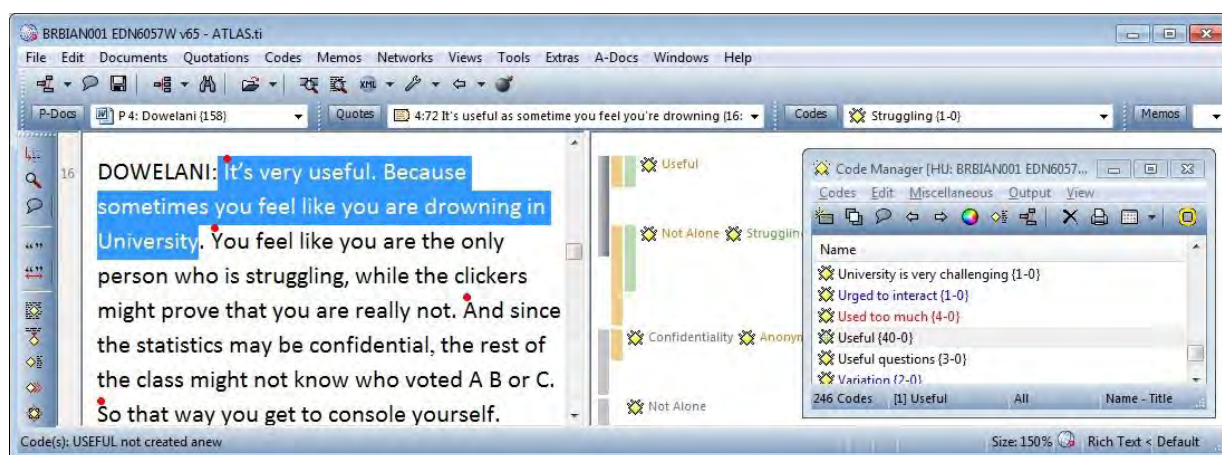 BRBIAN001 EDN6057W v65 - ATLAS.ti
File Edit Documents Quotations Codes Memos Networks Views Tools Extras A-Docs Windows Help
P-Docs P 4: Dowelani {158} Quotes 4:72 It's useful as sometime you feel you're drowning (16: Codes Struggling {1-0} Memos
16 DOWELANI: It's very useful. Because
sometimes you feel like you are drowning in
University. You feel like you are the only
person who is struggling, while the clickers
might prove that you are really not. And since
the statistics may be confidential, the rest of
the class might not know who voted A B or C.
So that way you get to console yourself.
Useful
Not Alone Struggling
Confidentiality Anonym
Not Alone
Code Manager [HU: BRBIAN001 EDN6057...
Codes Edit Miscellaneous Output View
Name
University is very challenging {1-0}
Urged to interact {1-0}
Used too much {4-0}
Useful {40-0}
Useful questions {3-0}
Variation {2-0}
246 Codes [1] Useful All Name - Title
Code(s): USEFUL not created anew Size: 150% Rich Text < Default